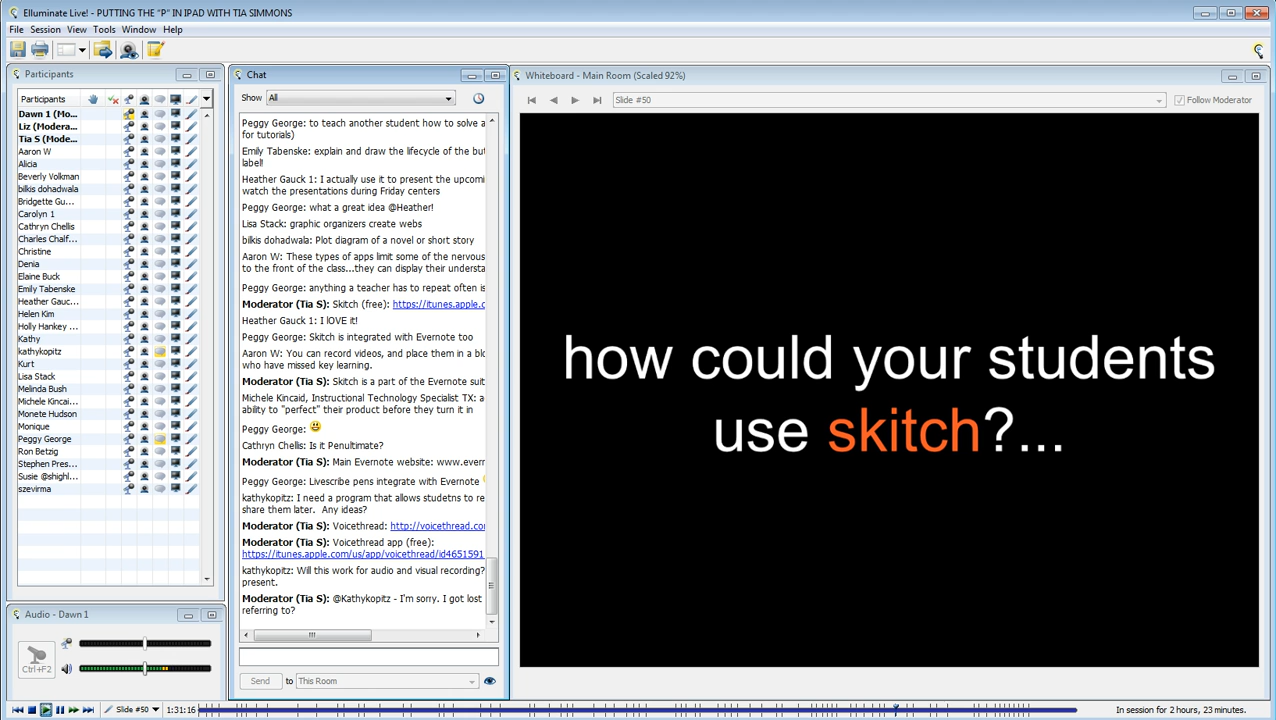 Elluminate Live! - PUTTING THE "P" IN IPAD WITH TIA SIMMONS
File Session View Tools Window Help
Participants
Participants
Dawn 1 (Mo...
Liz (Modera...
Tia S (Mode...
Aaron W
Alicia
Beverly Volkman
bilkis dohadwala
Bridgette Gu...
Carolyn 1
Cathryn Chellis
Charles Chalf...
Christine
Denia
Elaine Buck
Emily Tabenske
Heather Gauc...
Helen Kim
Holly Hankey ...
Kathy
kathykopitz
Kurt
Lisa Stack
Melinda Bush
Michele Kincai...
Monete Hudson
Monique
Peggy George
Ron Betzig
Stephen Pres...
Susie @shighl...
szevirma
Audio - Dawn 1
Ctrl+F2
Chat
Show All
Peggy George: to teach another student how to solve a
for tutorials)
Emily Tabenske: explain and draw the lifecycle of the but
label!
Heather Gauck 1: I actually use it to present the upcomi
watch the presentations during Friday centers
Peggy George: what a great idea @Heather!
Lisa Stack: graphic organizers create webs
bilkis dohadwala: Plot diagram of a novel or short story
Aaron W: These types of apps limit some of the nervous
to the front of the class...they can display their understa
Peggy George: anything a teacher has to repeat often is
Moderator (Tia S): Skitch (free): https://itunes.apple.c
Heather Gauck 1: I lOVE it!
Peggy George: Skitch is integrated with Evernote too
Aaron W: You can record videos, and place them in a blo
who have missed key learning.
Moderator (Tia S): Skitch is a part of the Evernote suit
Michele Kincaid, Instructional Technology Specialist TX: a
ability to "perfect" their product before they turn it in
Peggy George:
Cathryn Chellis: Is it Penultimate?
Moderator (Tia S): Main Evernote website: www.evern
Peggy George: Livescribe pens integrate with Evernote
kathykopitz: I need a program that allows studetns to re
share them later. Any ideas?
Moderator (Tia S): Voicethread: http://voicethread.cor
Moderator (Tia S): Voicethread app (free):
https://itunes.apple.com/us/app/voicethread/id4651591
kathykopitz: Will this work for audio and visual recording?
present.
Moderator (Tia S): @Kathykopitz - I'm sorry. I got lost
referring to?
Send to This Room
Whiteboard - Main Room (Scaled 92%)
Slide #50 Follow Moderator
how could your students
use skitch?...
Slide #50 1:31:16 In session for 2 hours, 23 minutes.